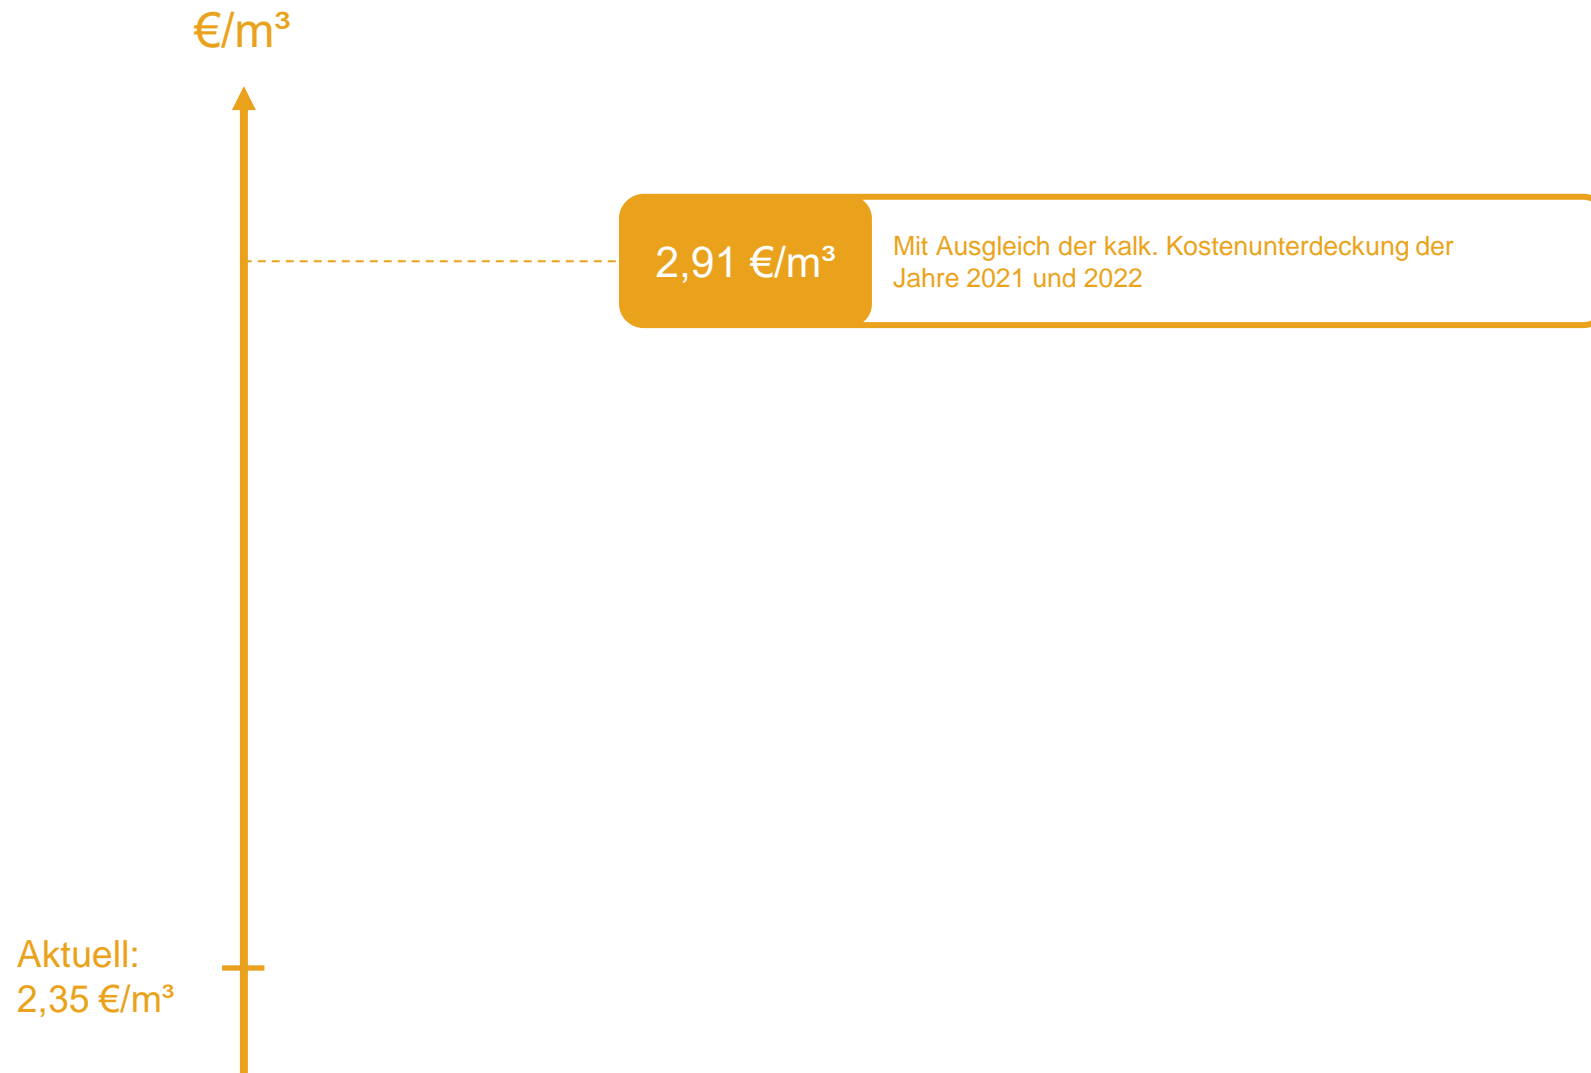 €/m³
2,91 €/m³
Mit Ausgleich der kalk. Kostenunterdeckung der
Jahre 2021 und 2022
Aktuell:
2,35 €/m³